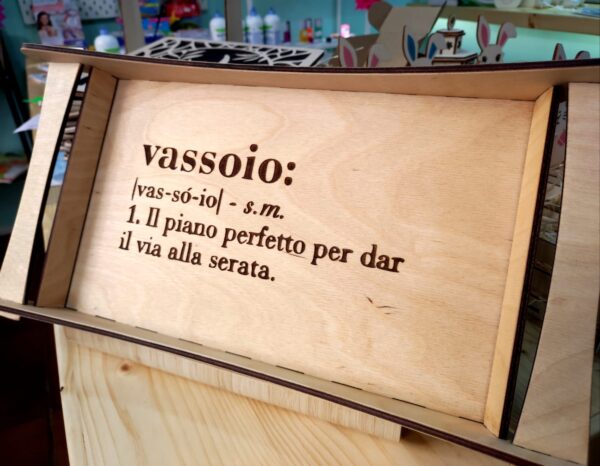 vassoio:
|vas-só-io| - s.m.
1. Il piano perfetto per dar
il via alla serata.